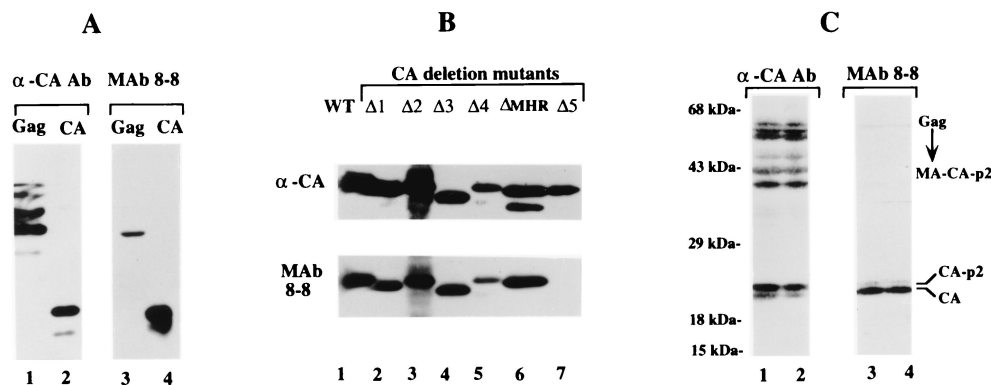 A
α -CA Ab MAb 8-8
Gag CA Gag CA
1 2 3 4
B
CA deletion mutants
WT Δ1 Δ2 Δ3 Δ4 ΔMHR Δ5
α -CA
MAb
8-8
1 2 3 4 5 6 7
C
α -CA Ab MAb 8-8
68 kDa-
Gag
43 kDa-
MA-CA-p2
29 kDa-
CA-p2
CA
18 kDa-
15 kDa-
1 2 3 4